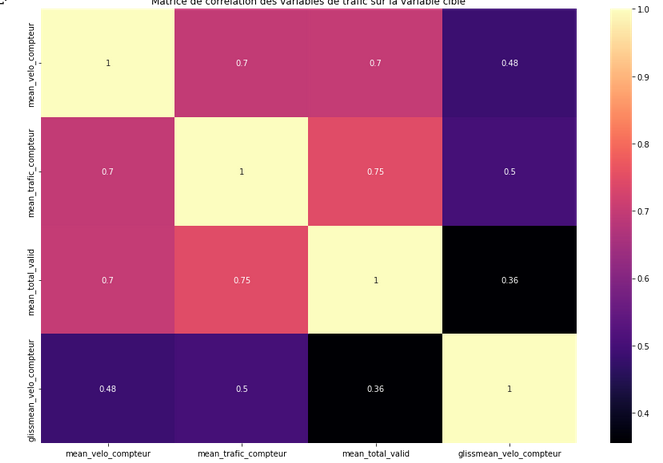 Matrice de corrélation des variables de trafic sur la variable cible
mean_velo_compteur
1
0.7
0.7
0.48
mean_trafic_compteur
0.7
1
0.75
0.5
mean_total_valid
0.7
0.75
1
0.36
glissmean_velo_compteur
0.48
0.5
0.36
1
mean_velo_compteur
mean_trafic_compteur
mean_total_valid
glissmean_velo_compteur
1.0
0.9
0.8
0.7
0.6
0.5
0.4